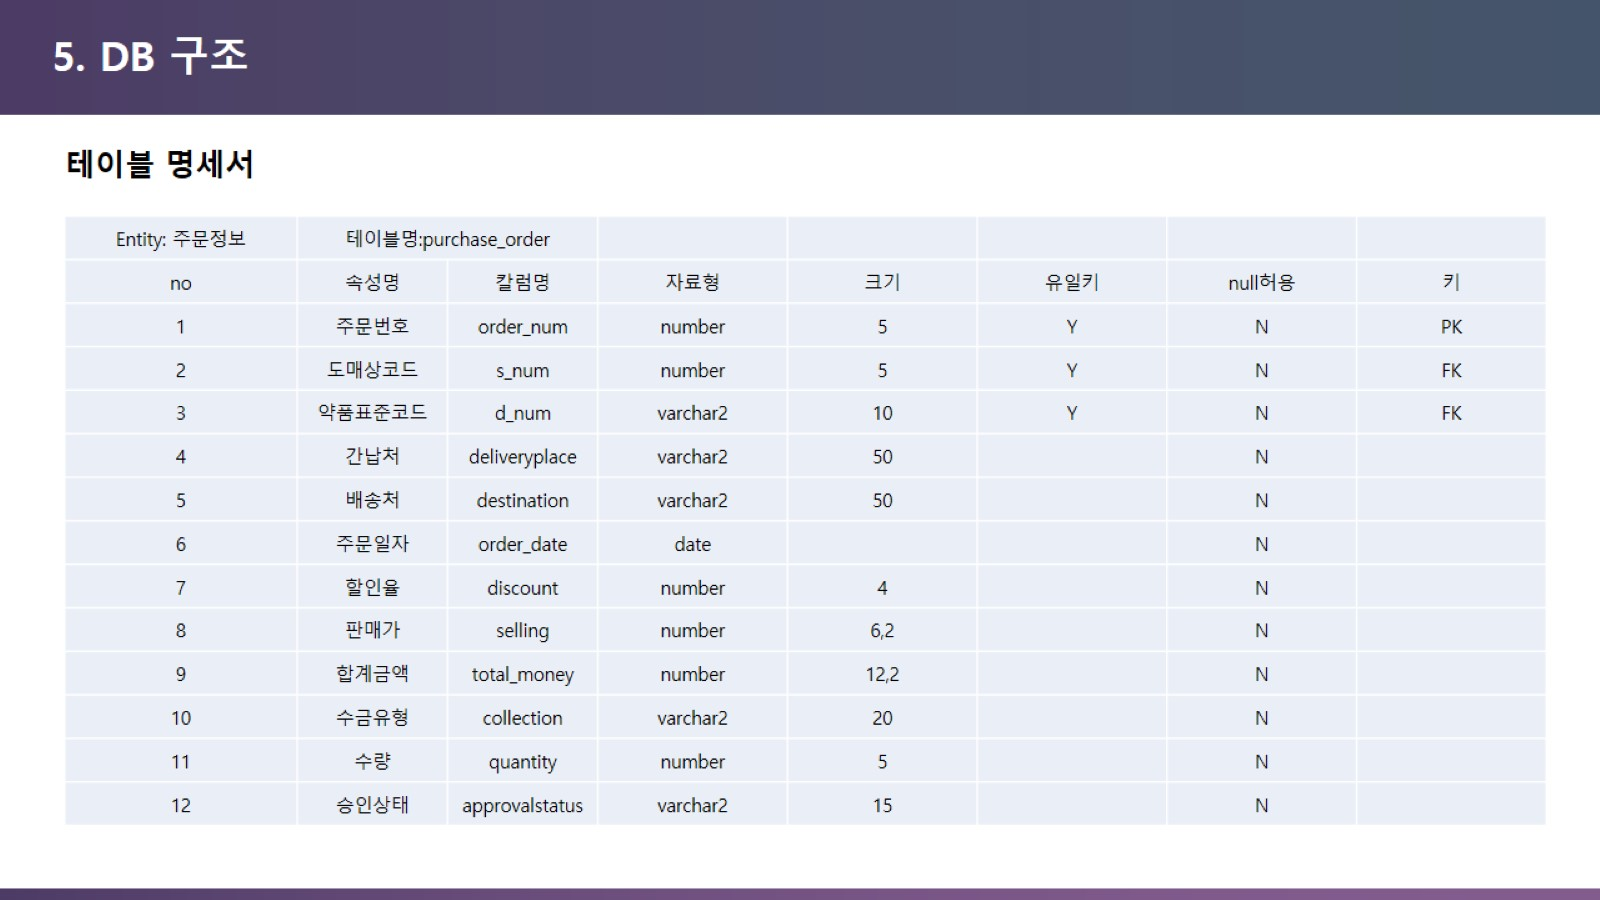 5. DB 구조
테이블 명세서
Entity: 주문정보 테이블명:purchase_order
no 속성명 칼럼명 자료형 크기 유일키 null허용 키
1 주문번호 order_num number 5 Y N PK
2 도매상코드 s_num number 5 Y N FK
3 약품표준코드 d_num varchar2 10 Y N FK
4 간납처 deliveryplace varchar2 50 N
5 배송처 destination varchar2 50 N
6 주문일자 order_date date N
7 할인율 discount number 4 N
8 판매가 selling number 6,2 N
9 합계금액 total_money number 12,2 N
10 수금유형 collection varchar2 20 N
11 수량 quantity number 5 N
12 승인상태 approvalstatus varchar2 15 N